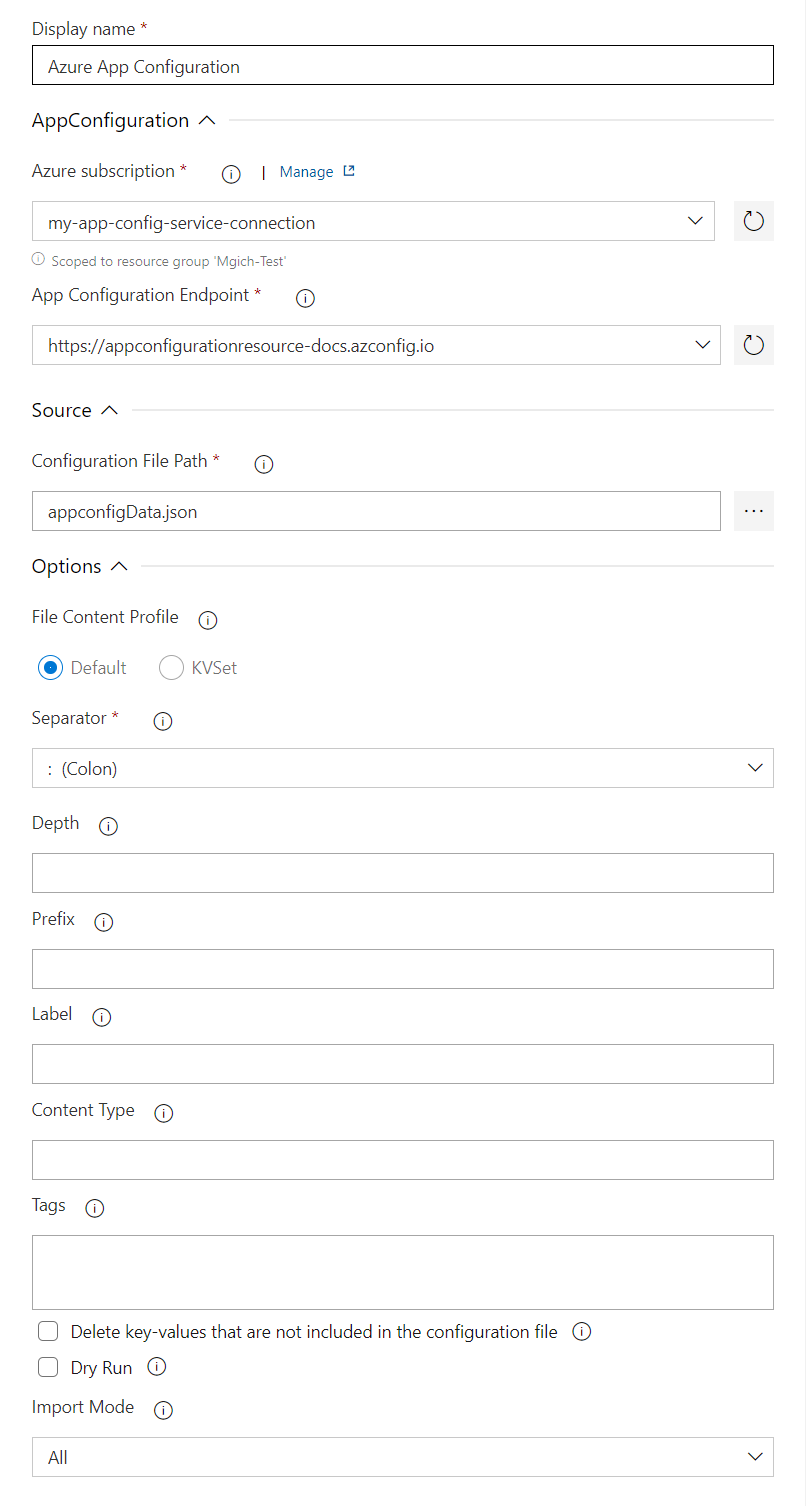 Display name *
Azure App Configuration
AppConfiguration
Azure subscription * | Manage
my-app-config-service-connection
Scoped to resource group 'Mgich-Test'
App Configuration Endpoint *
https://appconfigurationresource-docs.azconfig.io
Source
Configuration File Path *
appconfigData.json
...
Options
File Content Profile
Default KVSet
Separator *
: (Colon)
Depth
Prefix
Label
Content Type
Tags
Delete key-values that are not included in the configuration file
Dry Run
Import Mode
All